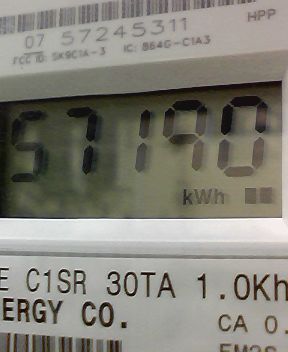 07 57245311 HPP
FCC ID: SK9C1A-3 IC: 864G-C1A3
57190
kWh
E C1SR 30TA 1.0Kh
ERGY CO.
CA 0.